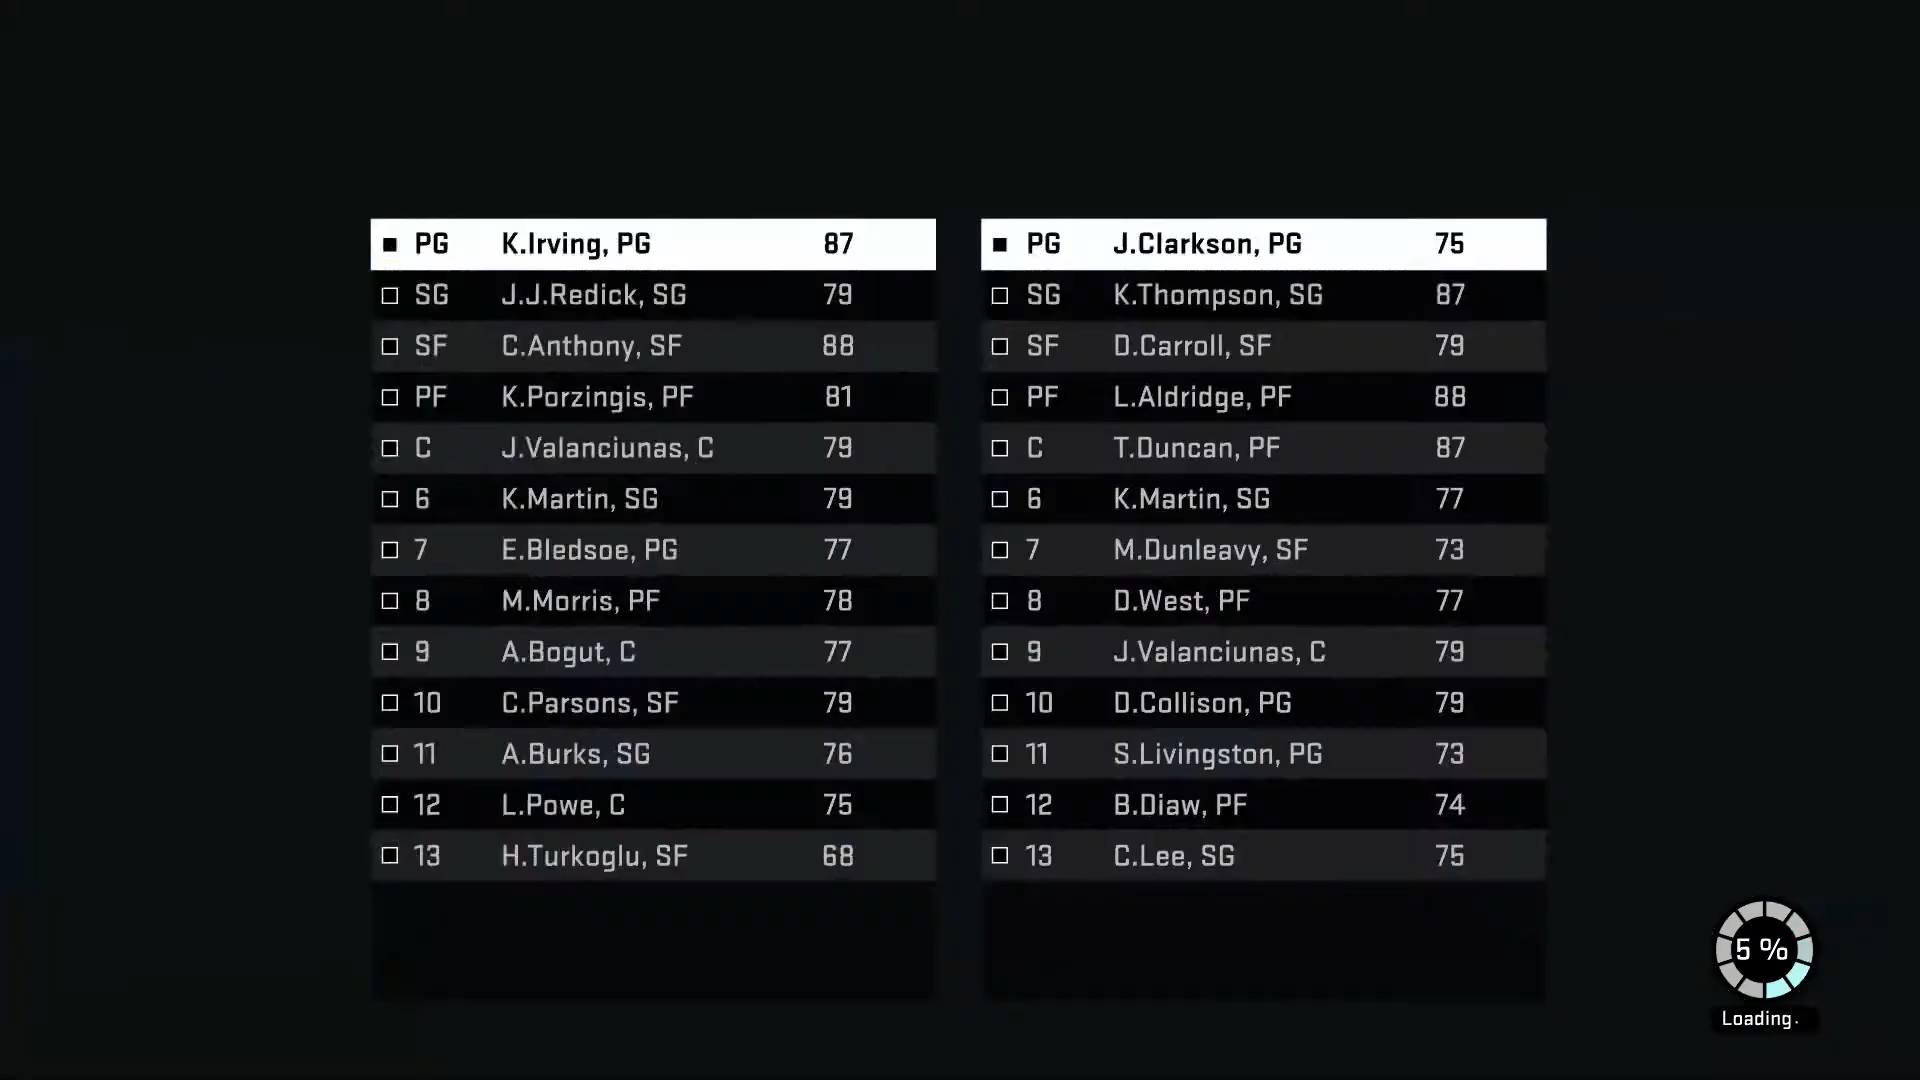 PG K.Irving, PG 87
SG J.J.Redick, SG 79
SF C.Anthony, SF 88
PF K.Porzingis, PF 81
C J.Valanciunas, C 79
6 K.Martin, SG 79
7 E.Bledsoe, PG 77
8 M.Morris, PF 78
9 A.Bogut, C 77
10 C.Parsons, SF 79
11 A.Burks, SG 76
12 L.Powe, C 75
13 H.Turkoglu, SF 68
PG J.Clarkson, PG 75
SG K.Thompson, SG 87
SF D.Carroll, SF 79
PF L.Aldridge, PF 88
C T.Duncan, PF 87
6 K.Martin, SG 77
7 M.Dunleavy, SF 73
8 D.West, PF 77
9 J.Valanciunas, C 79
10 D.Collison, PG 79
11 S.Livingston, PG 73
12 B.Diaw, PF 74
13 C.Lee, SG 75
5 %
Loading.